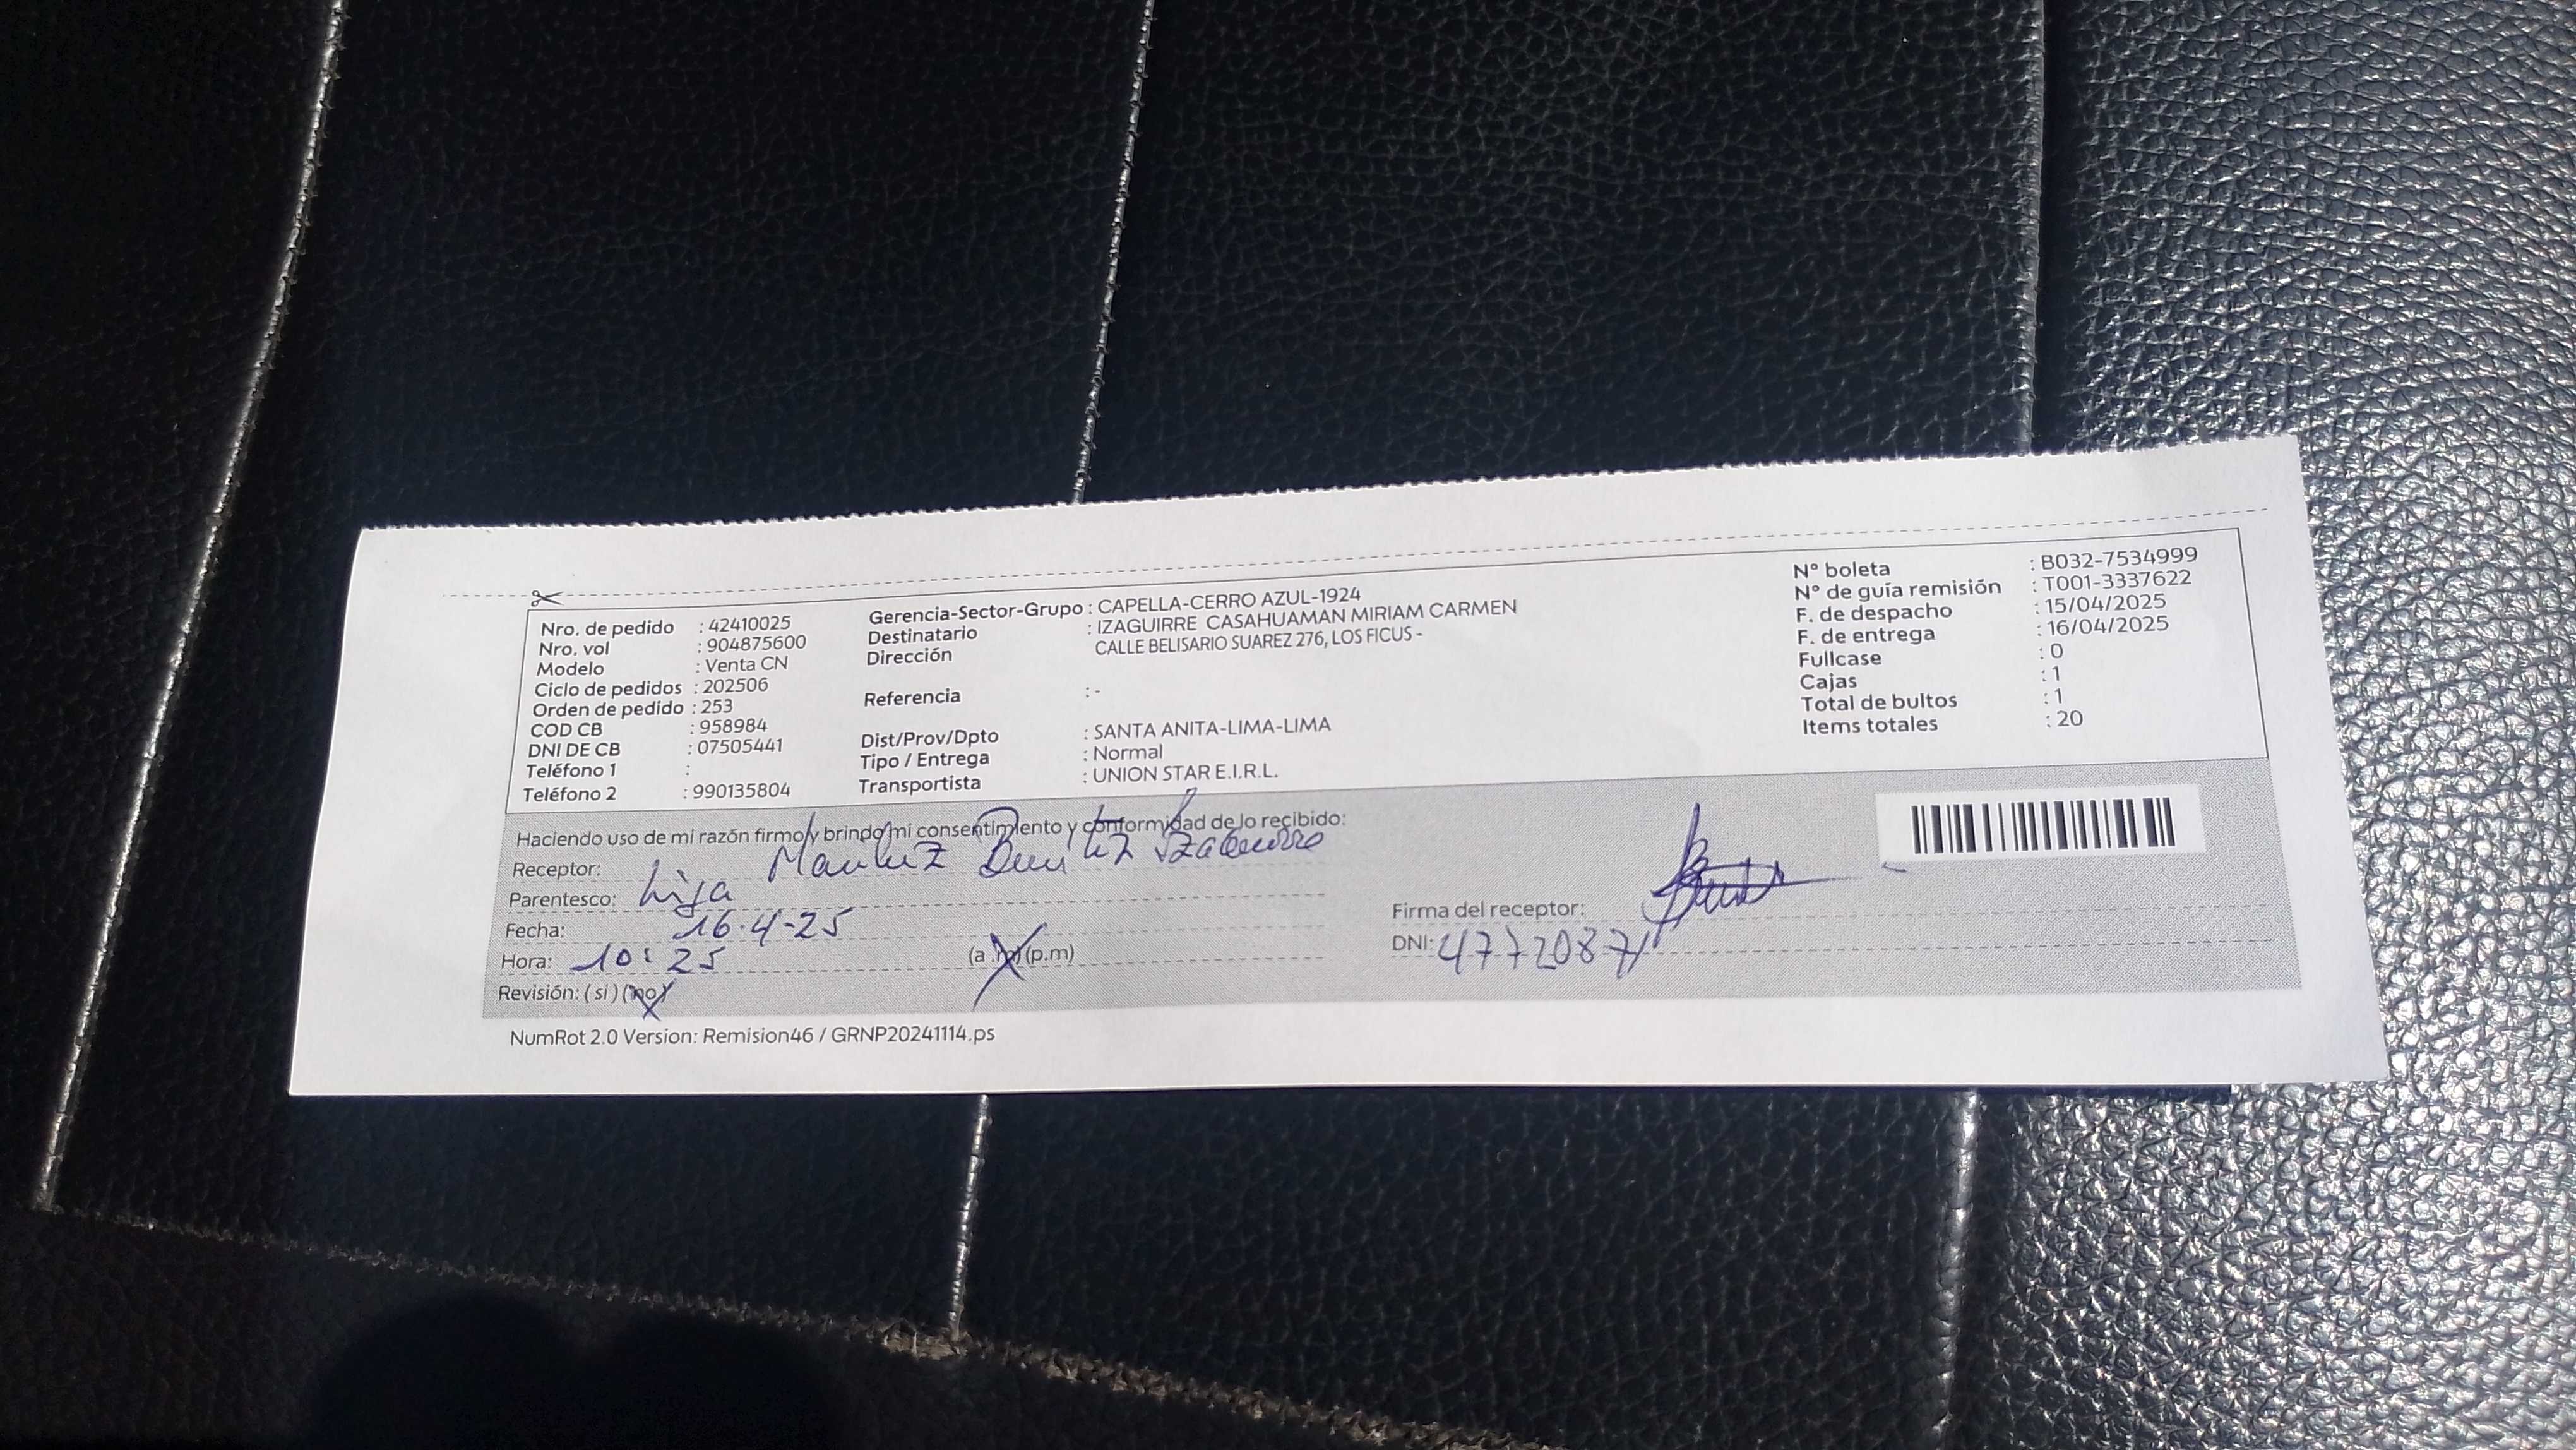 Nro. de pedido : 42410025
Nro. vol : 904875600
Modelo : Venta CN
Ciclo de pedidos : 202506
Orden de pedido : 253
COD CB : 958984
DNI DE CB : 07505441
Teléfono 1 :
Teléfono 2 : 990135804
Gerencia-Sector-Grupo : CAPELLA-CERRO AZUL-1924
Destinatario : IZAGUIRRE CASAHUAMAN MIRIAM CARMEN
Dirección CALLE BELISARIO SUAREZ 276, LOS FICUS -
Referencia : -
Dist/Prov/Dpto : SANTA ANITA-LIMA-LIMA
Tipo / Entrega : Normal
Transportista : UNION STAR E.I.R.L.
N° boleta : B032-7534999
N° de guía remisión : T001-3337622
F. de despacho : 15/04/2025
F. de entrega : 16/04/2025
Fullcase : 0
Cajas : 1
Total de bultos : 1
Items totales : 20
Haciendo uso de mi razón firmo y brindo mi consentimiento y conformidad de lo recibido:
Receptor: Izaguirre
Parentesco: hija
Fecha: 16-4-25
Hora: 10:25 (a.m) (p.m)
Revisión: (si) (no)
Firma del receptor:
DNI: 47720871
NumRot 2.0 Version: Remision46 / GRNP20241114.ps